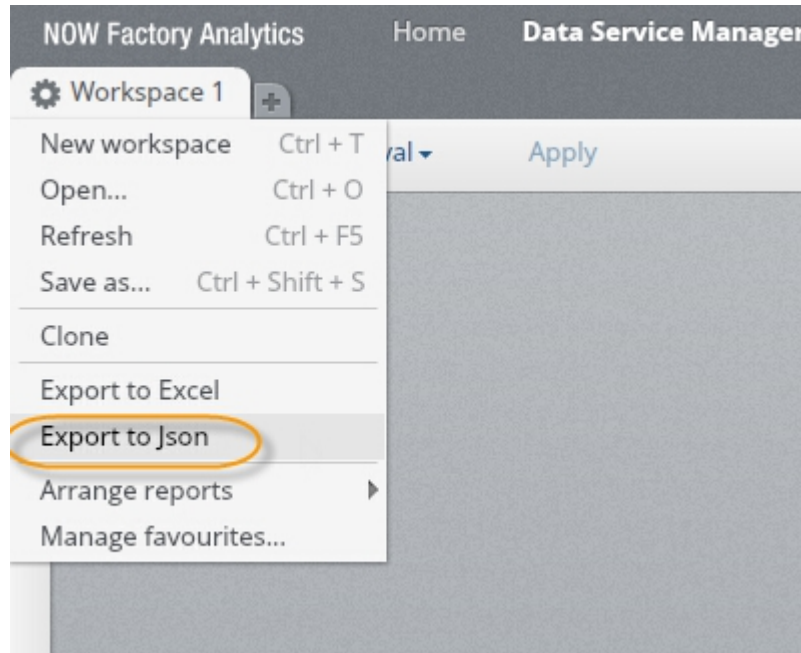 NOW Factory Analytics Home Data Service Manager
Workspace 1
New workspace Ctrl + T
val Apply
Open... Ctrl + O
Refresh Ctrl + F5
Save as... Ctrl + Shift + S
Clone
Export to Excel
Export to Json
Arrange reports
Manage favourites...